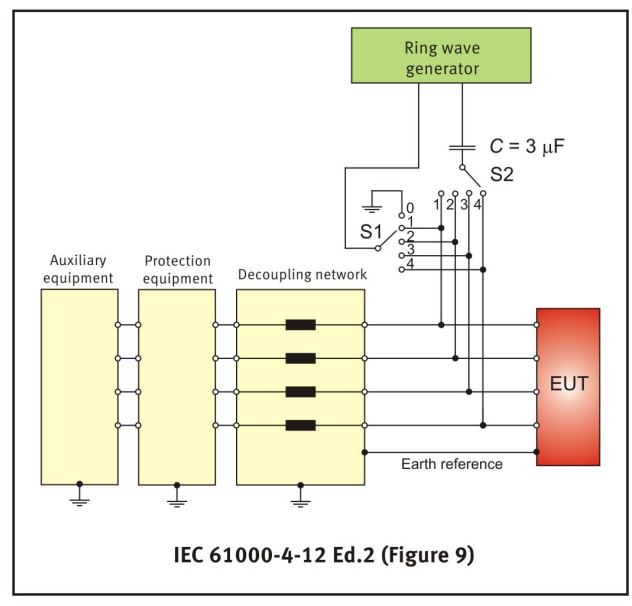 Ring wave
generator
C = 3 μF
S2
1 2 3 4
0
S1
1
2
3
4
Auxiliary
equipment
Protection
equipment
Decoupling network
EUT
Earth reference
IEC 61000-4-12 Ed.2 (Figure 9)